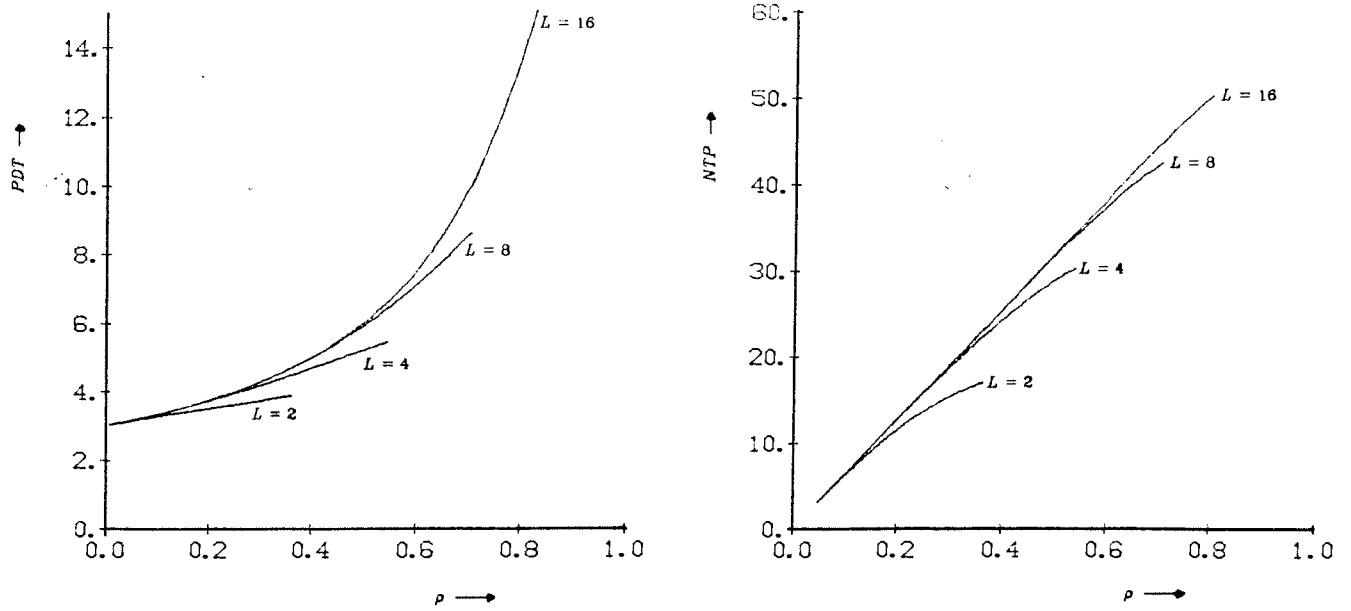 14.
12.
10.
8.
6.
4.
2.
0.
PDT
L = 16
L = 8
L = 4
L = 2
0.0 0.2 0.4 0.6 0.8 1.0
ρ
60.
50.
40.
30.
20.
10.
0.
NTP
L = 16
L = 8
L = 4
L = 2
0.0 0.2 0.4 0.6 0.8 1.0
ρ